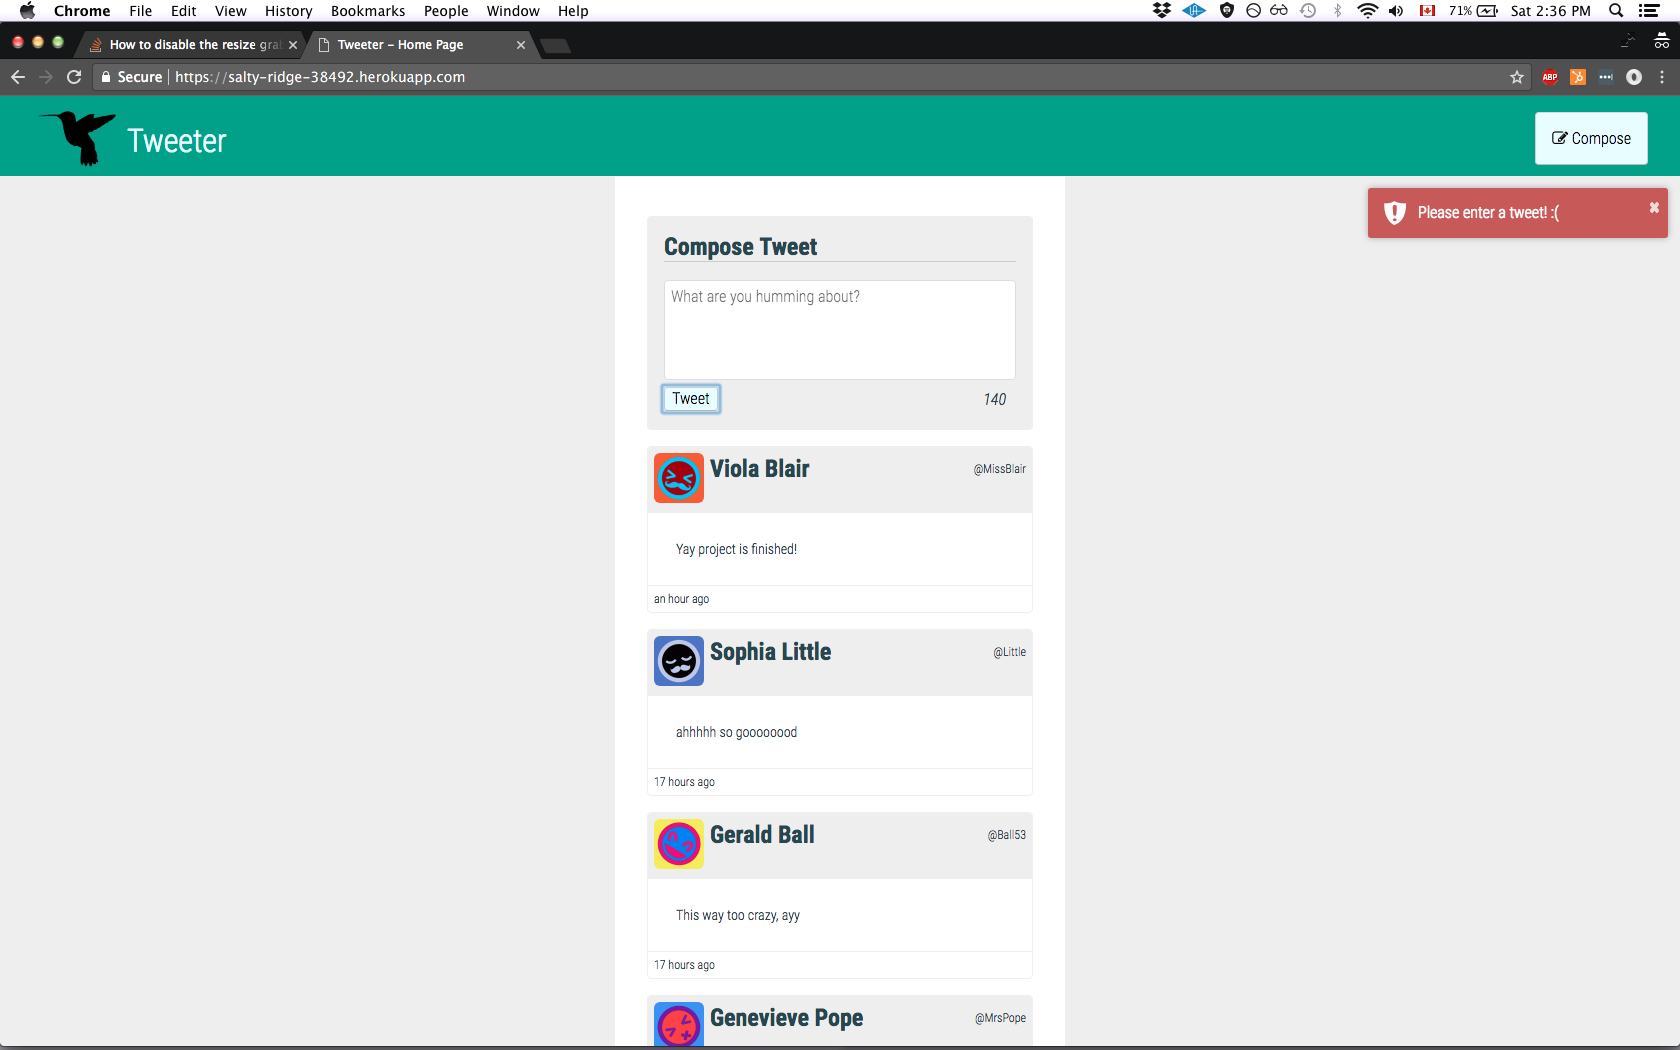 Chrome File Edit View History Bookmarks People Window Help 71% Sat 2:36 PM
How to disable the resize gra
Tweeter – Home Page
Secure https://salty-ridge-38492.herokuapp.com ABP
Tweeter
Compose
Please enter a tweet! :(
Compose Tweet
What are you humming about?
Tweet 140
Viola Blair @MissBlair
Yay project is finished!
an hour ago
Sophia Little @Little
ahhhhh so goooooood
17 hours ago
Gerald Ball @Ball53
This way too crazy, ayy
17 hours ago
Genevieve Pope @MrsPope